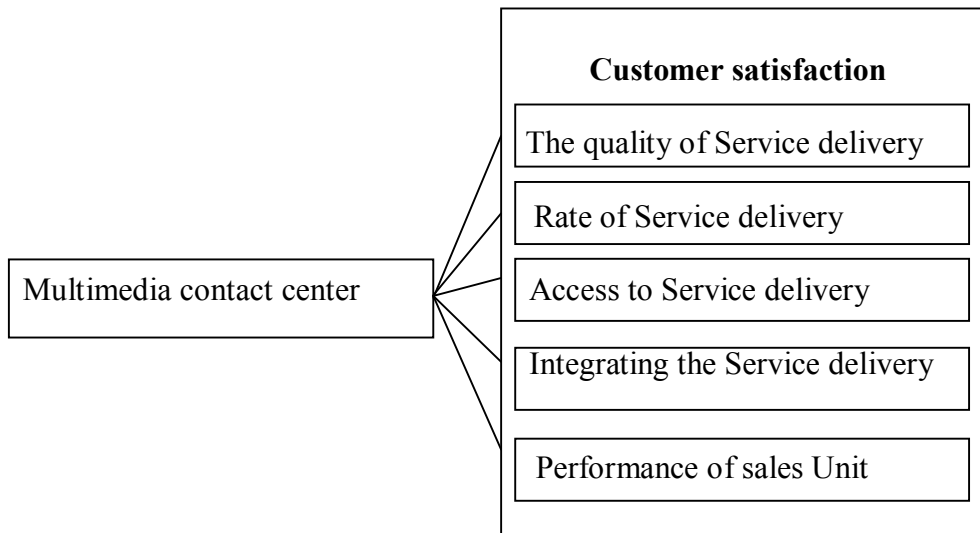 Customer satisfaction
The quality of Service delivery
Rate of Service delivery
Multimedia contact center
Access to Service delivery
Integrating the Service delivery
Performance of sales Unit